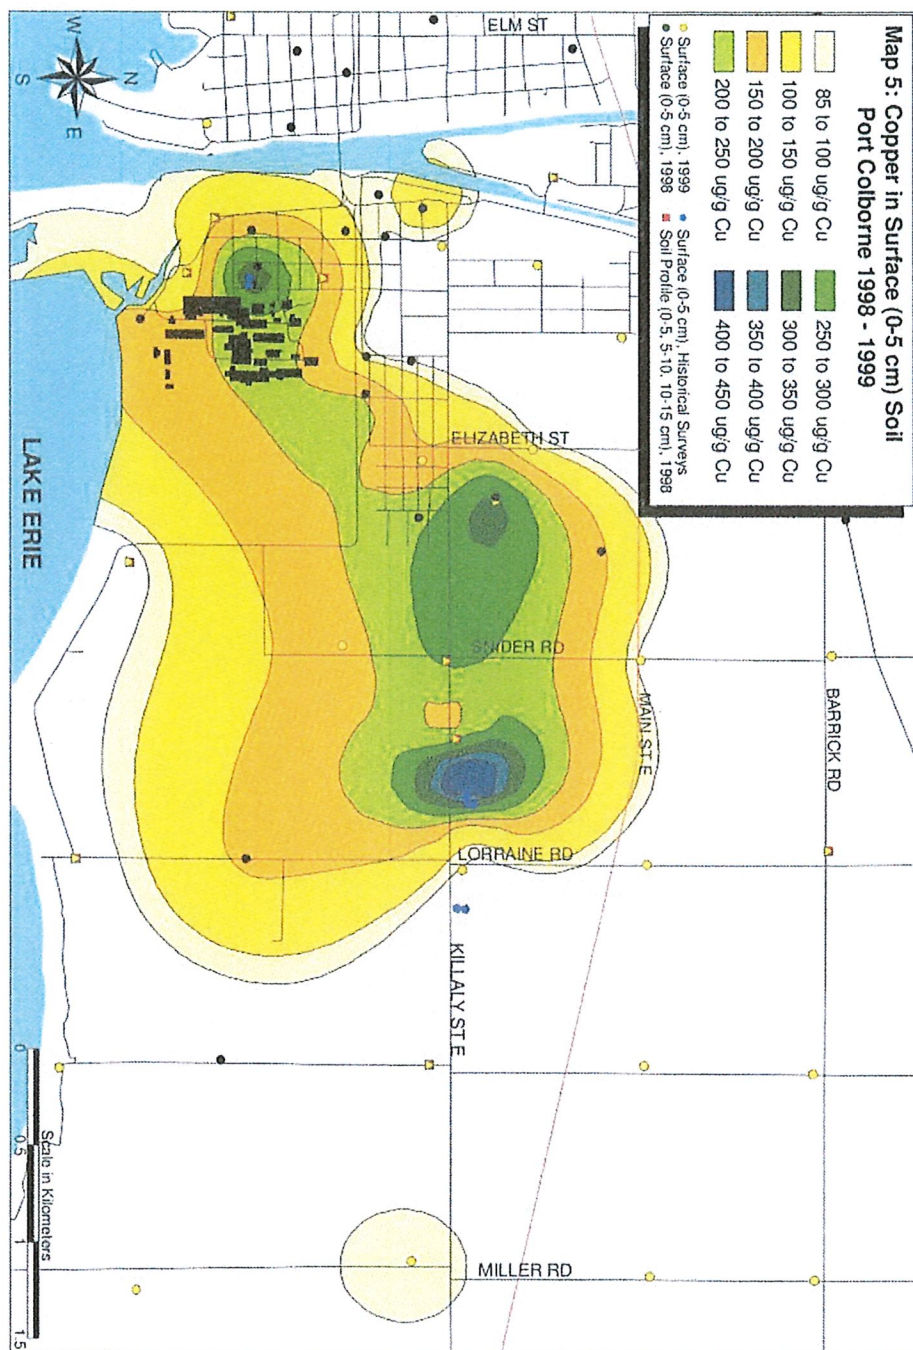 Map 5: Copper in Surface (0-5 cm) Soil
Port Colborne 1998 - 1999
85 to 100 ug/g Cu
100 to 150 ug/g Cu
150 to 200 ug/g Cu
200 to 250 ug/g Cu
250 to 300 ug/g Cu
300 to 350 ug/g Cu
350 to 400 ug/g Cu
400 to 450 ug/g Cu
Surface (0-5 cm), 1999
Surface (0-5 cm), 1998
Surface (0-5 cm), Historical Surveys
Soil Profile (0-5, 5-10, 10-15 cm), 1998
ELM ST
ELIZABETH ST
SNIDER RD
LORRAINE RD
MILLER RD
BARRICK RD
MAIN ST E
KILLALY ST E
LAKE ERIE
N
W
E
S
Scale in Kilometers
0
0.5
1
1.5